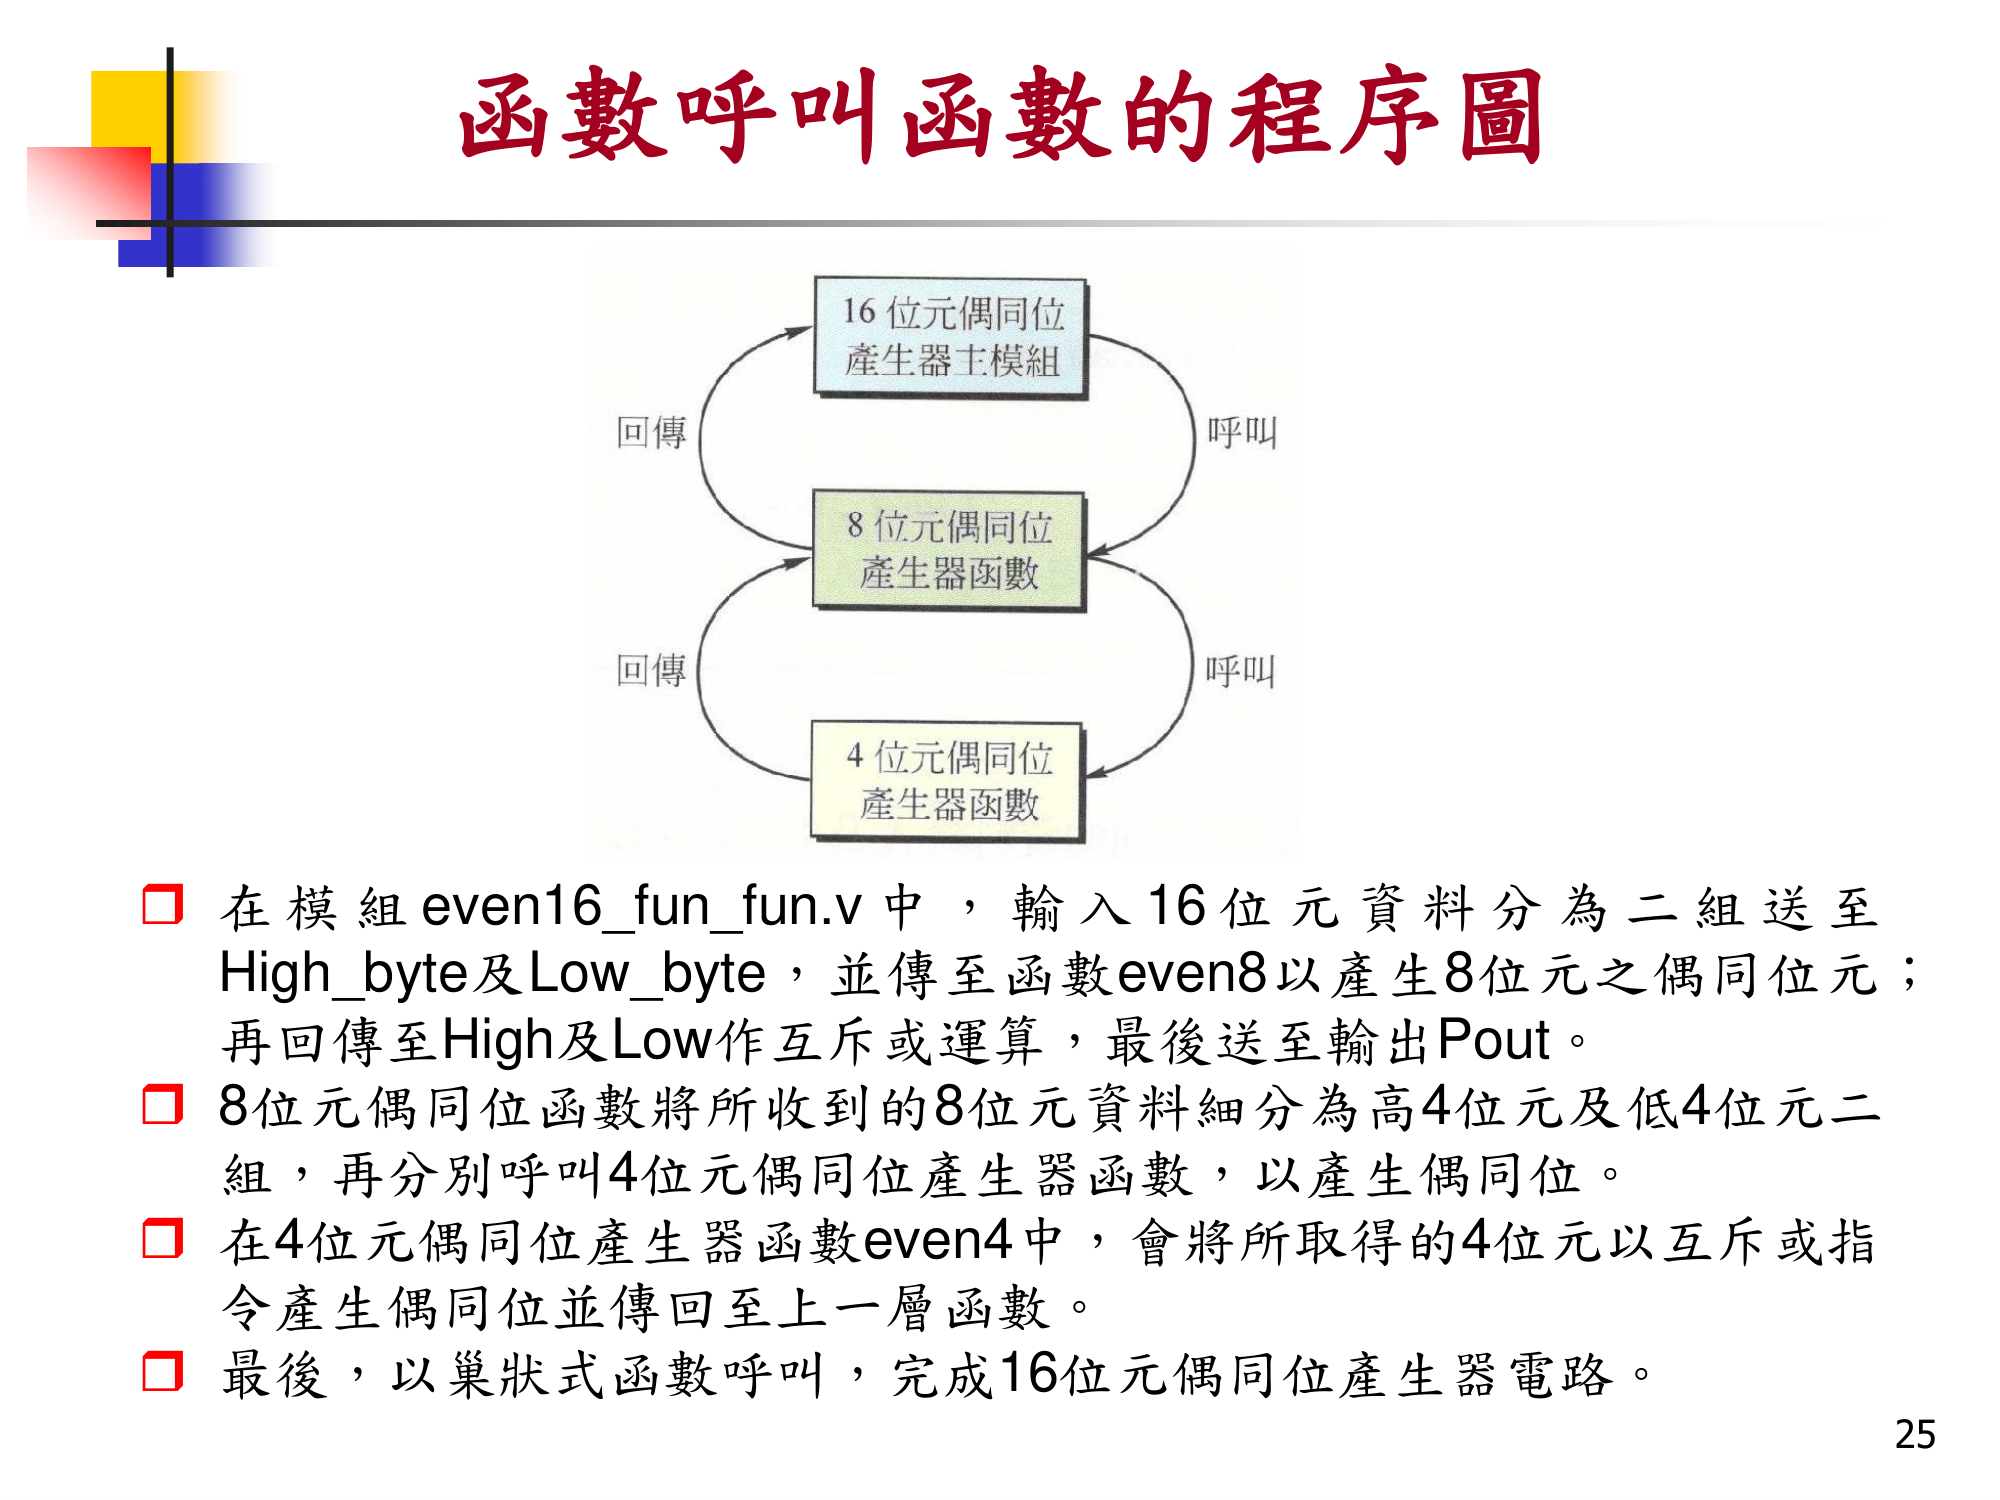 函數呼叫函數的程序圖
16 位元偶同位
產生器主模組
回傳
呼叫
8 位元偶同位
產生器函數
回傳
呼叫
4 位元偶同位
產生器函數
在模組even16_fun_fun.v中，輸入16位元資料分為二組送至
High_byte及Low_byte，並傳至函數even8以產生8位元之偶同位元；
再回傳至High及Low作互斥或運算，最後送至輸出Pout。
8位元偶同位函數將所收到的8位元資料細分為高4位元及低4位元二
組，再分別呼叫4位元偶同位產生器函數，以產生偶同位。
在4位元偶同位產生器函數even4中，會將所取得的4位元以互斥或指
令產生偶同位並傳回至上一層函數。
最後，以巢狀式函數呼叫，完成16位元偶同位產生器電路。
25